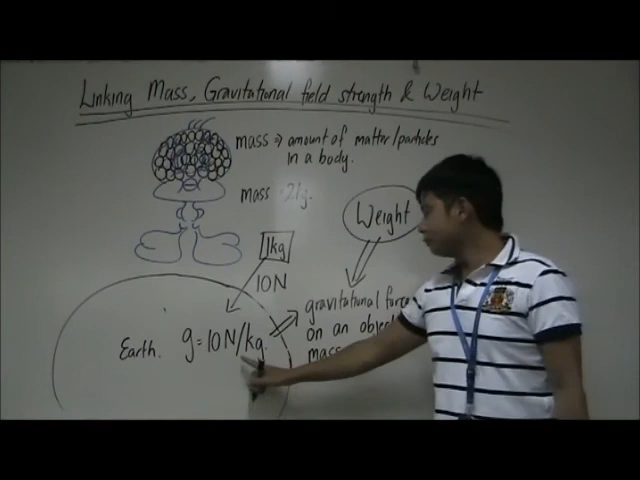 Linking Mass, Gravitational field strength & Weight
mass => amount of matter/particles
in a body.
mass
Weight
1kg
10N
gravitational force
on an object
mass
Earth. g = 10N/kg.